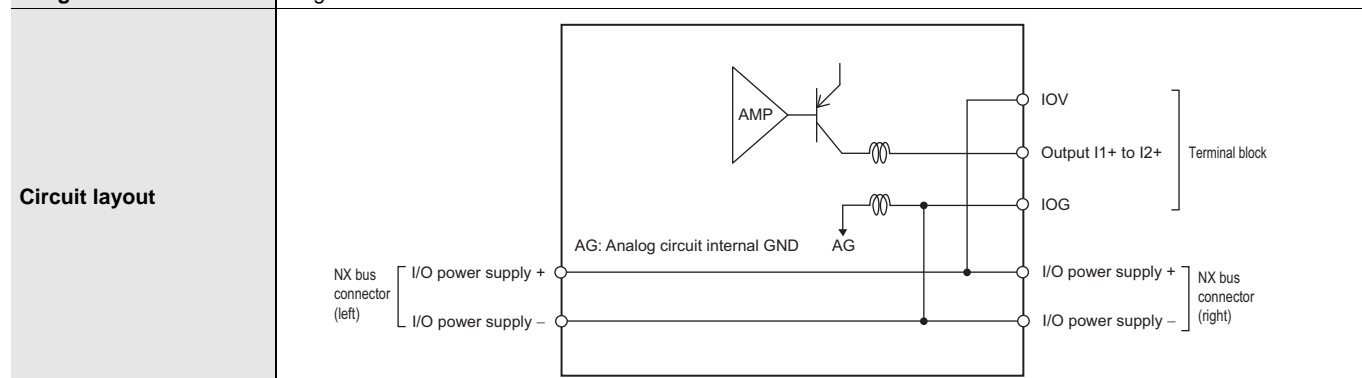 Circuit layout
AMP
IOV
Output I1+ to I2+
Terminal block
IOG
AG: Analog circuit internal GND
AG
NX bus
connector
(left)
I/O power supply +
I/O power supply –
I/O power supply +
I/O power supply –
NX bus
connector
(right)